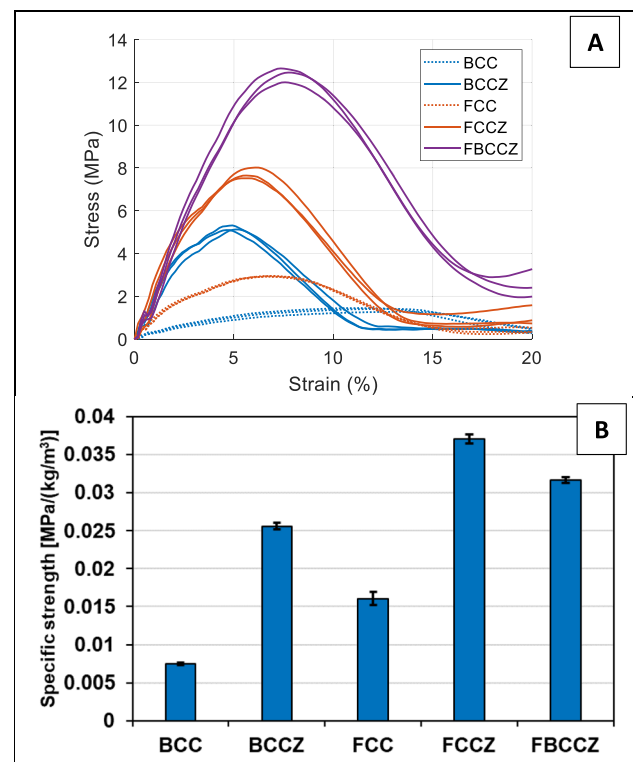 A
14
12
10
8
6
4
2
0
Stress (MPa)
BCC
BCCZ
FCC
FCCZ
FBCCZ
0 5 10 15 20
Strain (%)
B
0.04
0.035
0.03
0.025
0.02
0.015
0.01
0.005
0
Specific strength [MPa/(kg/m³)]
BCC BCCZ FCC FCCZ FBCCZ